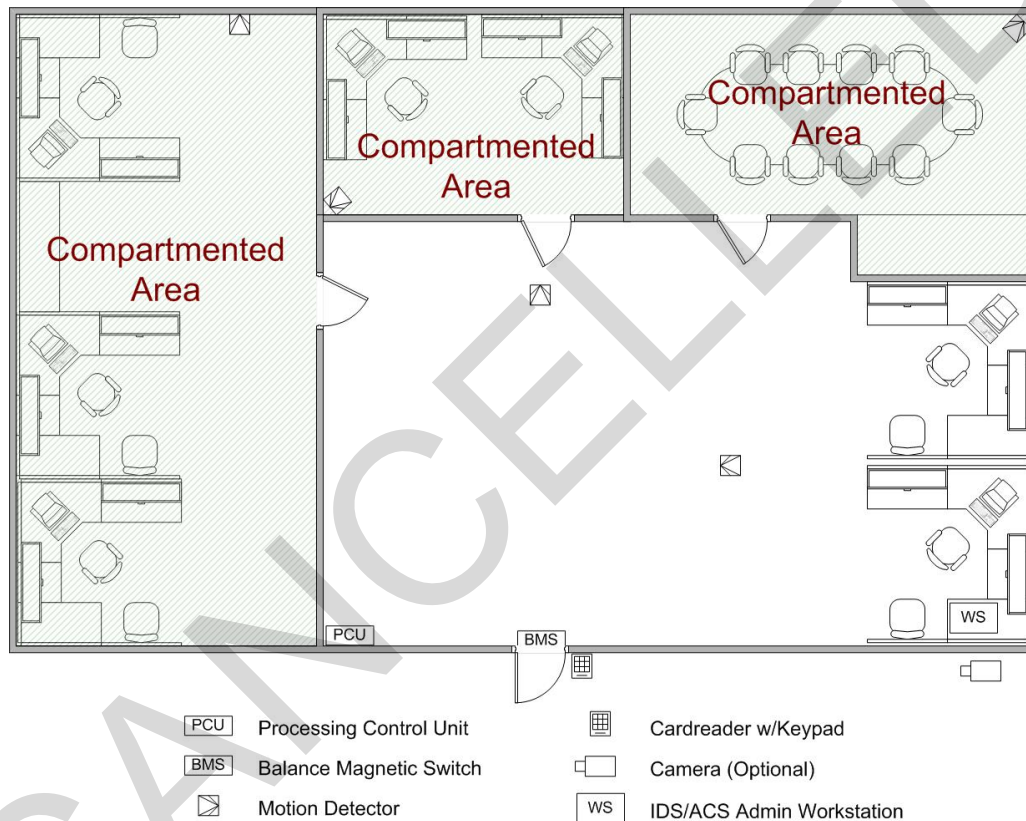 Compartmented
Area
Compartmented
Area
Compartmented
Area
PCU
BMS
WS
PCU Processing Control Unit
Cardreader w/Keypad
BMS Balance Magnetic Switch
Camera (Optional)
Motion Detector
WS IDS/ACS Admin Workstation
CANCELLE